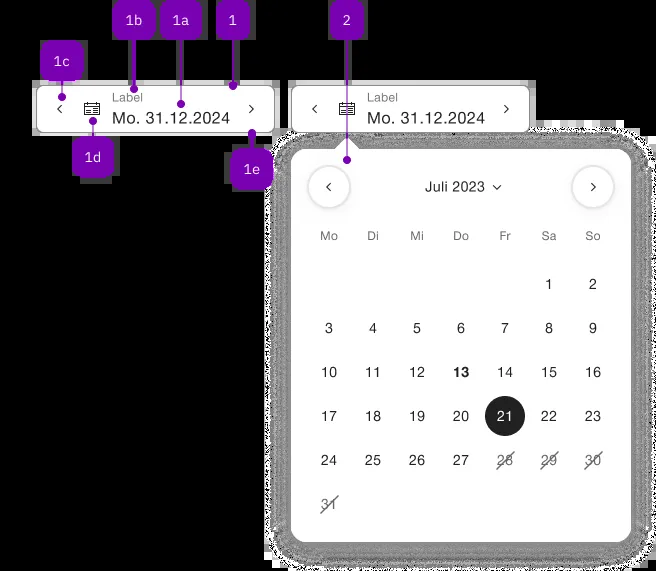 1b 1a 1 2
1c
Label
Mo. 31.12.2024
Label
Mo. 31.12.2024
1d
1e
Juli 2023
Mo Di Mi Do Fr Sa So
1 2
3 4 5 6 7 8 9
10 11 12 13 14 15 16
17 18 19 20 21 22 23
24 25 26 27 28 29 30
31